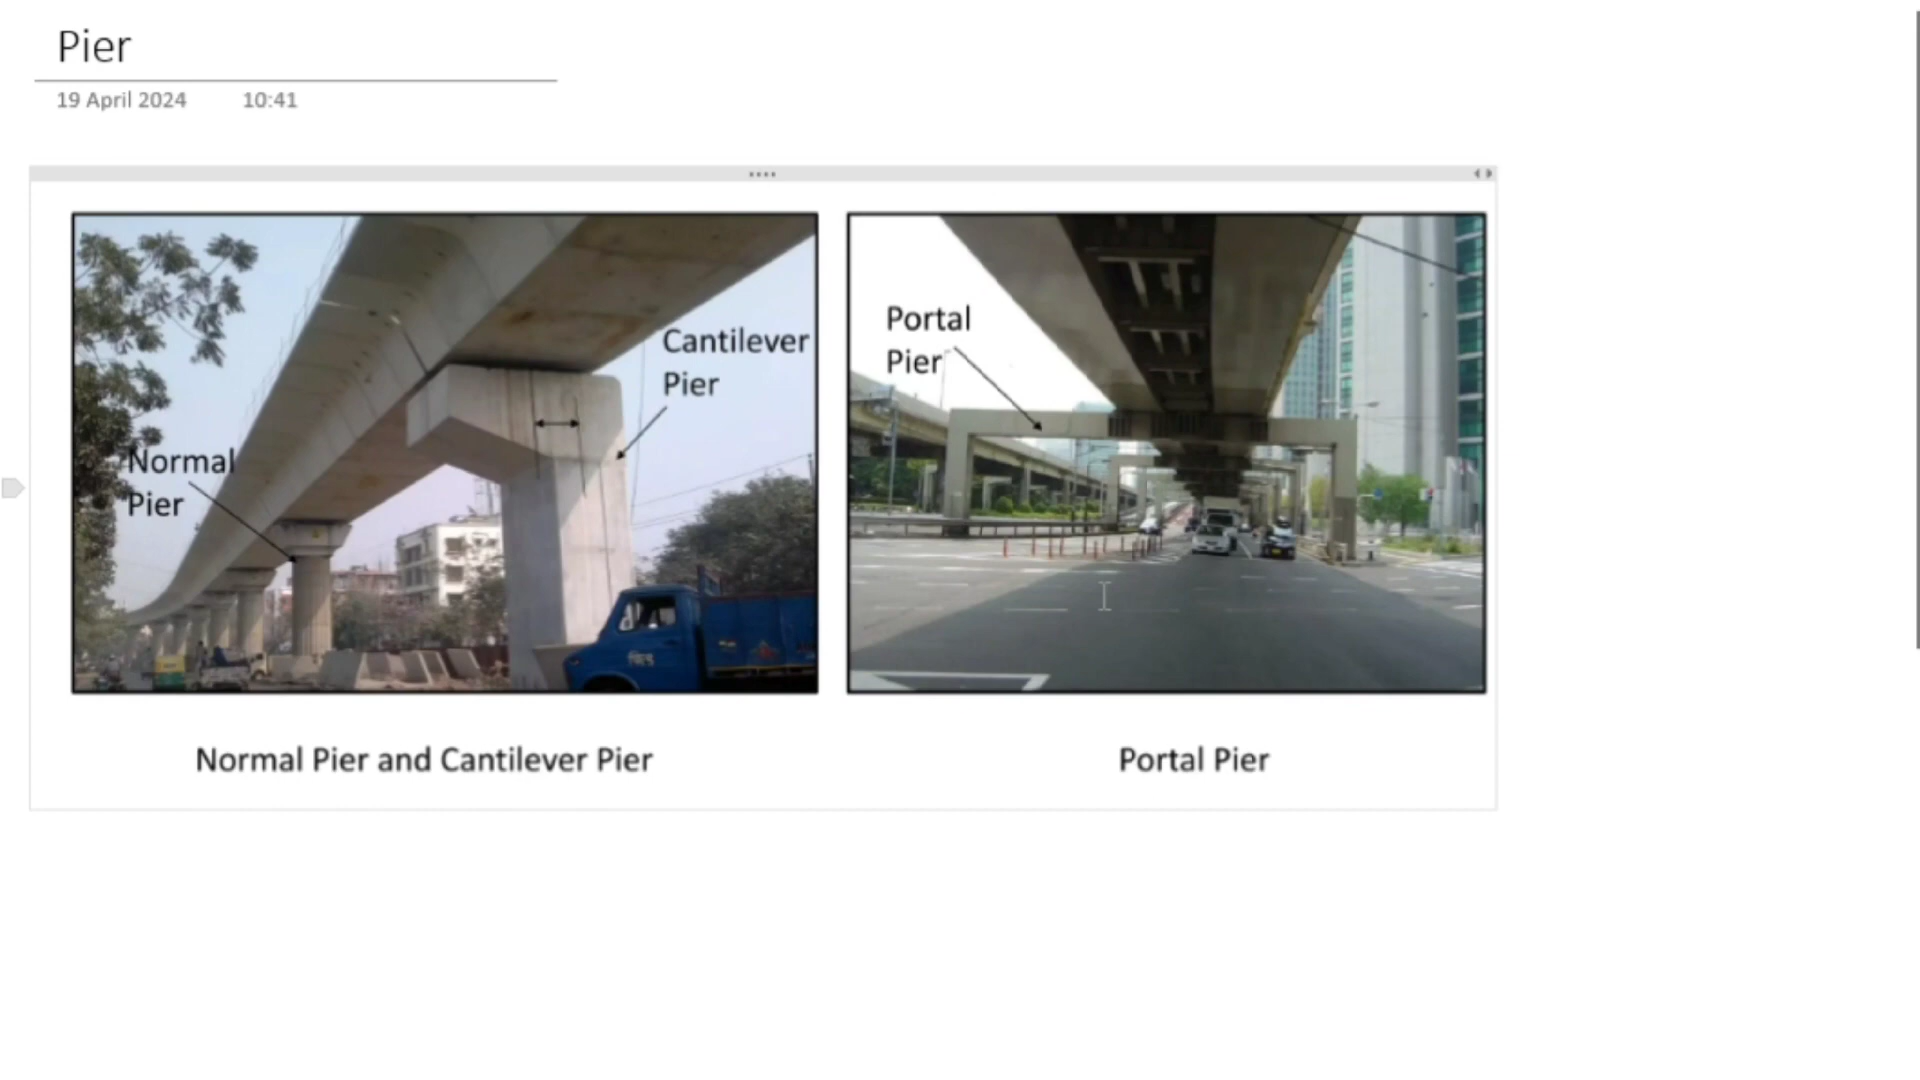 Pier
19 April 2024 10:41
Normal
Pier
Cantilever
Pier
Portal
Pier
Normal Pier and Cantilever Pier
Portal Pier